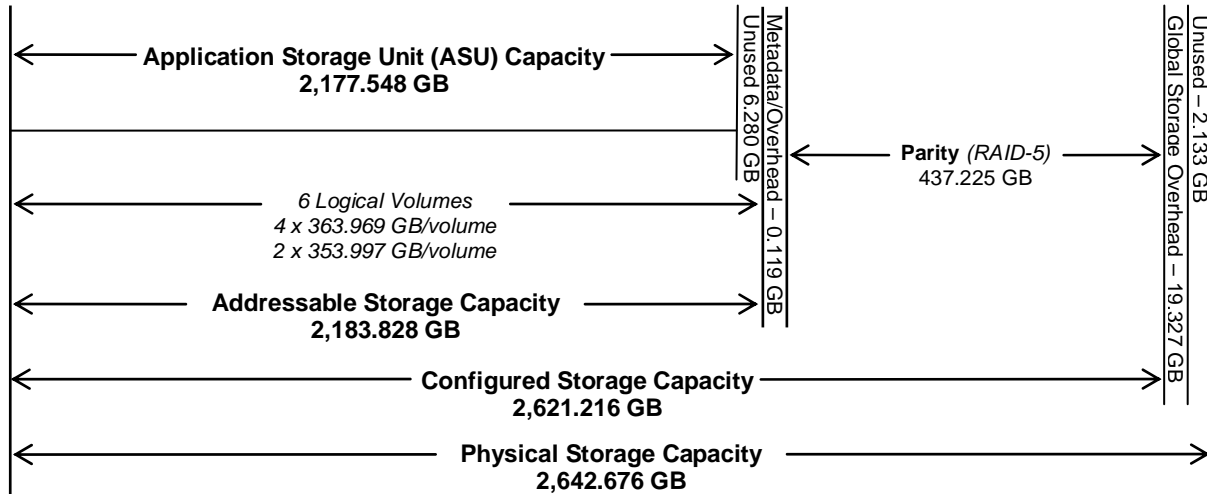 Application Storage Unit (ASU) Capacity
2,177.548 GB
Unused 6.280 GB
Metadata/Overhead – 0.119 GB
Parity (RAID-5)
437.225 GB
Global Storage Overhead – 19.327 GB
Unused – 2.133 GB
6 Logical Volumes
4 x 363.969 GB/volume
2 x 353.997 GB/volume
Addressable Storage Capacity
2,183.828 GB
Configured Storage Capacity
2,621.216 GB
Physical Storage Capacity
2,642.676 GB